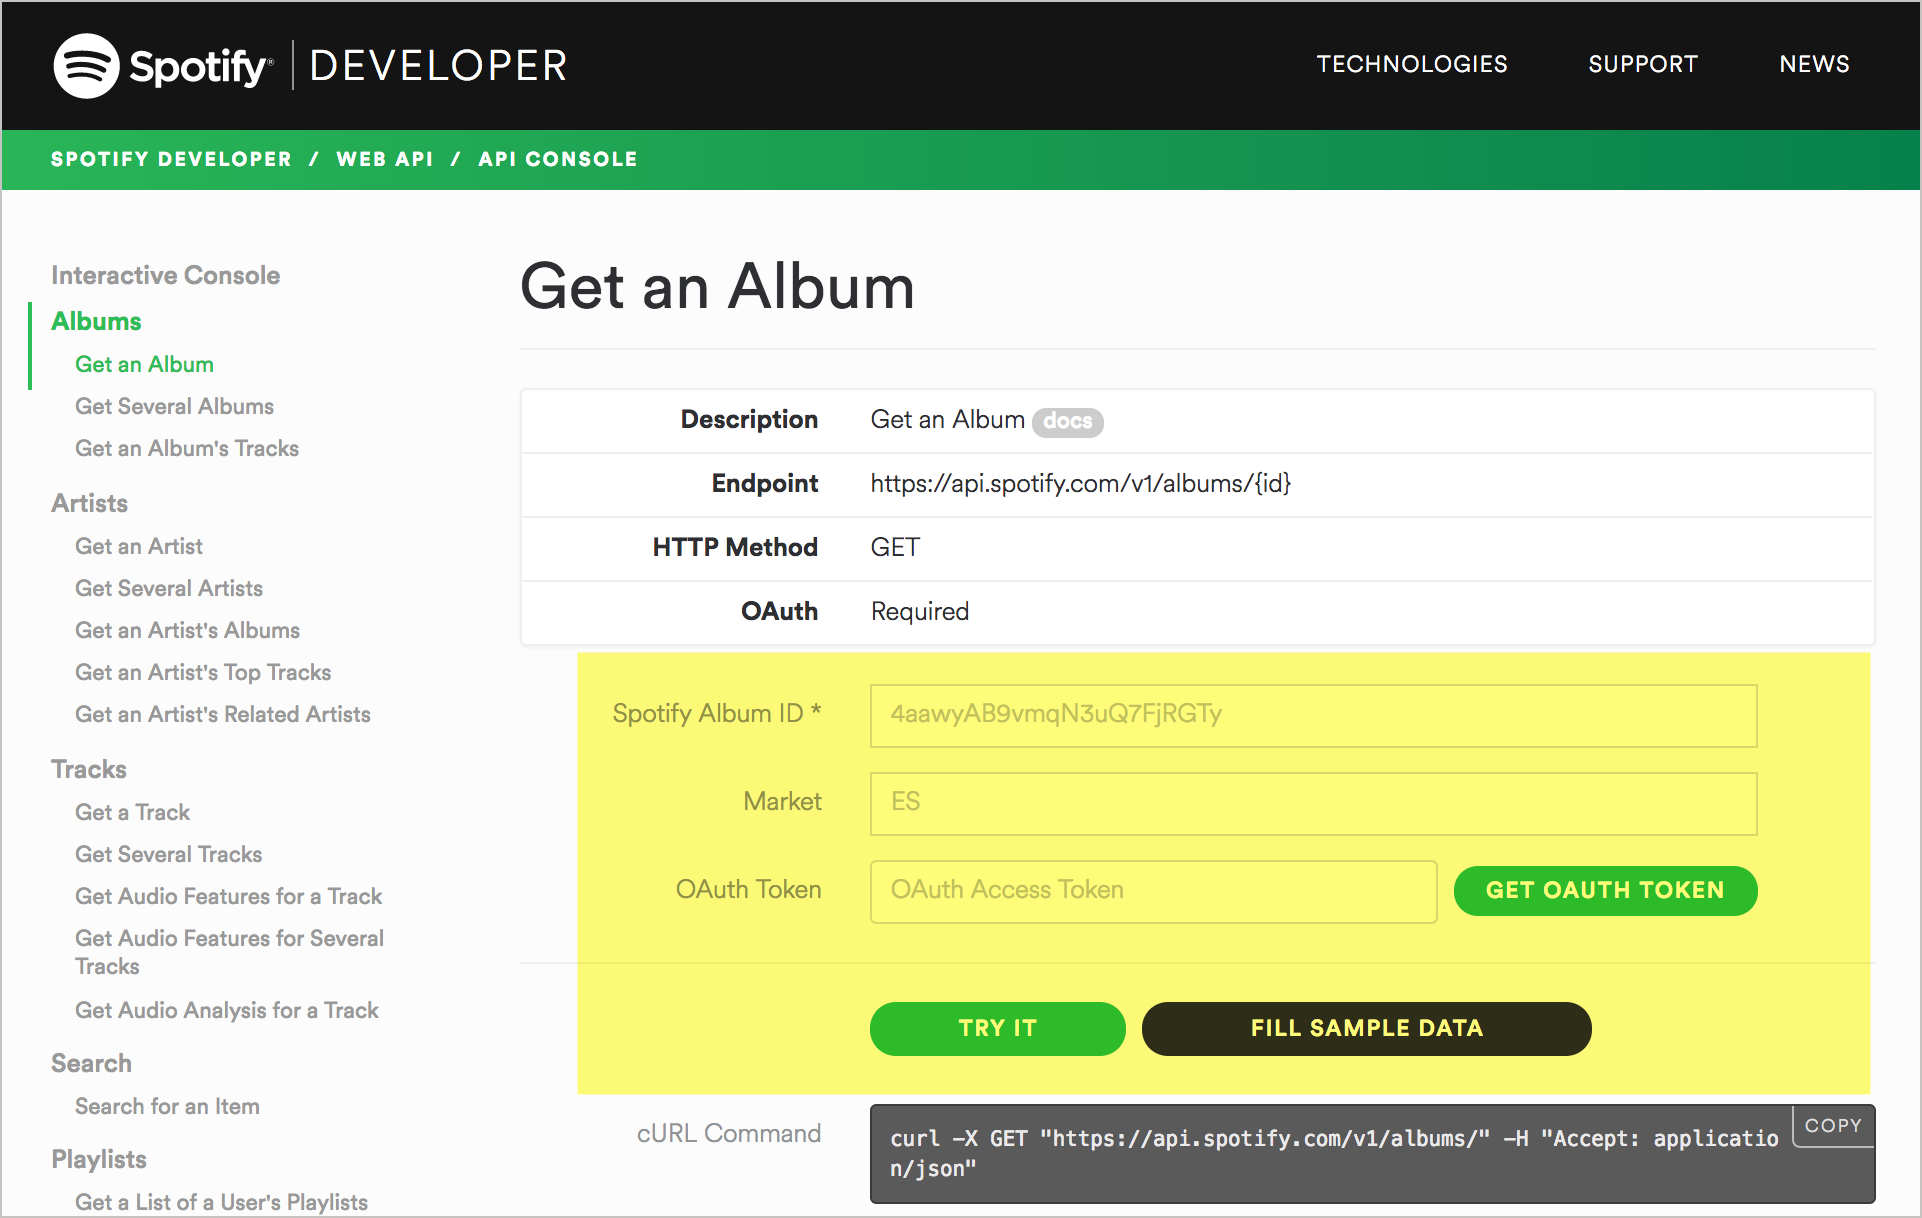 Spotify® | DEVELOPER
TECHNOLOGIES
SUPPORT
NEWS
SPOTIFY DEVELOPER / WEB API / API CONSOLE
Interactive Console
Albums
Get an Album
Get Several Albums
Get an Album's Tracks
Artists
Get an Artist
Get Several Artists
Get an Artist's Albums
Get an Artist's Top Tracks
Get an Artist's Related Artists
Tracks
Get a Track
Get Several Tracks
Get Audio Features for a Track
Get Audio Features for Several
Tracks
Get Audio Analysis for a Track
Search
Search for an Item
Playlists
Get a List of a User's Playlists
Get an Album
Description Get an Album docs
Endpoint https://api.spotify.com/v1/albums/{id}
HTTP Method GET
OAuth Required
Spotify Album ID * 4aawyAB9vmqN3uQ7FjRGTy
Market ES
OAuth Token OAuth Access Token GET OAUTH TOKEN
TRY IT FILL SAMPLE DATA
cURL Command
curl -X GET "https://api.spotify.com/v1/albums/" -H "Accept: applicatio
n/json"
COPY